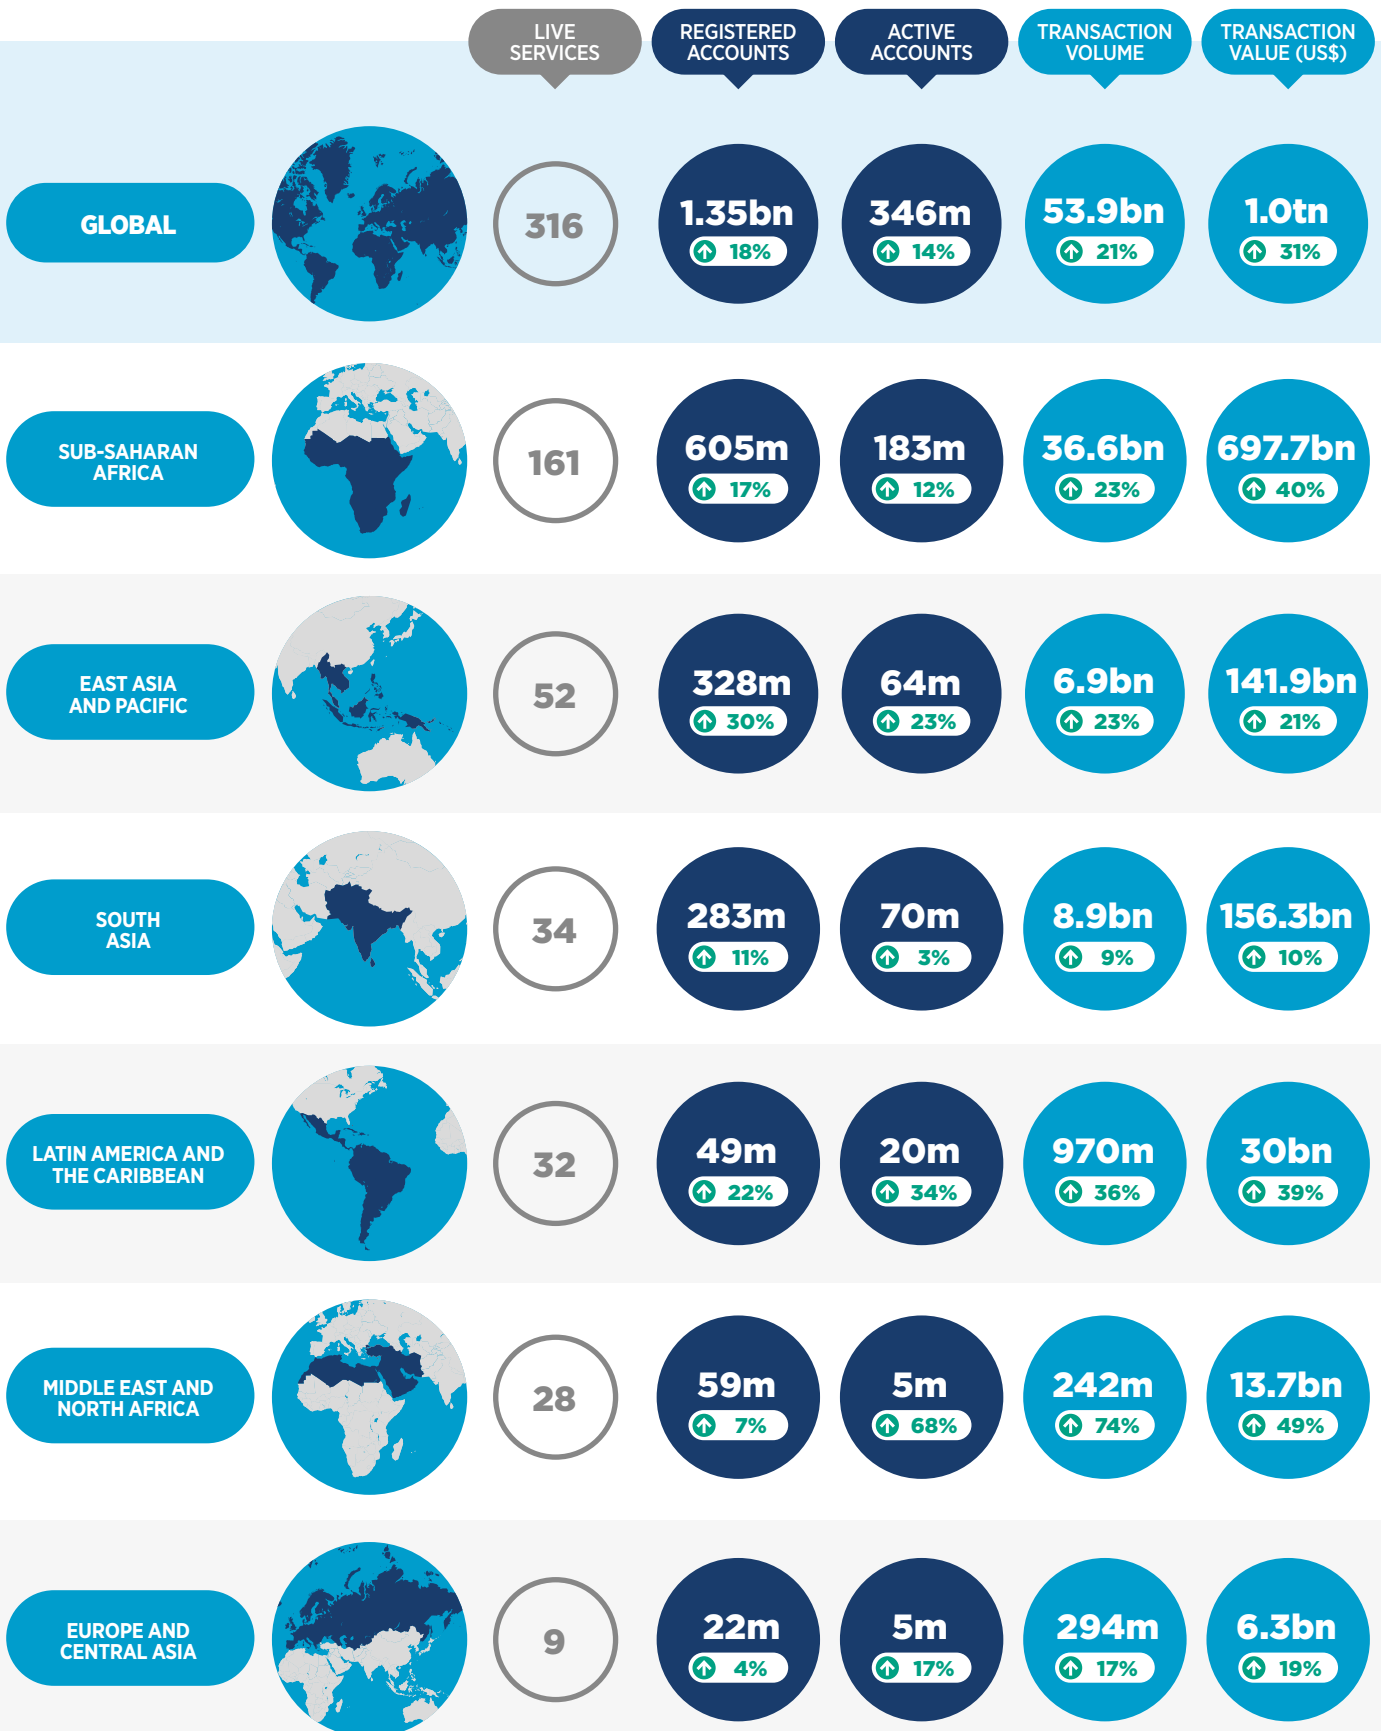 LIVE
SERVICES
REGISTERED
ACCOUNTS
ACTIVE
ACCOUNTS
TRANSACTION
VOLUME
TRANSACTION
VALUE (US$)
GLOBAL
316
1.35bn
18%
346m
14%
53.9bn
21%
1.0tn
31%
SUB-SAHARAN
AFRICA
161
605m
17%
183m
12%
36.6bn
23%
697.7bn
40%
EAST ASIA
AND PACIFIC
52
328m
30%
64m
23%
6.9bn
23%
141.9bn
21%
SOUTH
ASIA
34
283m
11%
70m
3%
8.9bn
9%
156.3bn
10%
LATIN AMERICA AND
THE CARIBBEAN
32
49m
22%
20m
34%
970m
36%
30bn
39%
MIDDLE EAST AND
NORTH AFRICA
28
59m
7%
5m
68%
242m
74%
13.7bn
49%
EUROPE AND
CENTRAL ASIA
9
22m
4%
5m
17%
294m
17%
6.3bn
19%